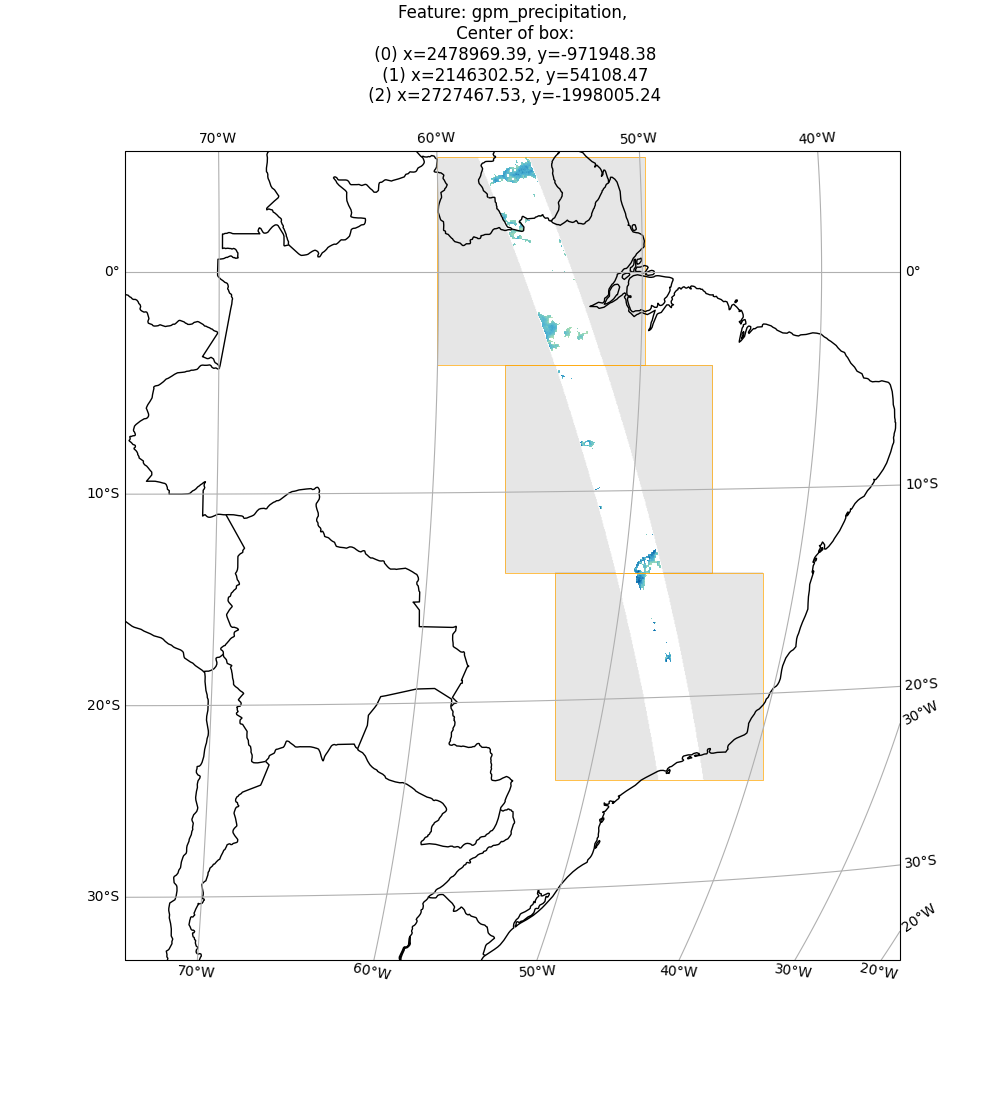 Feature: gpm_precipitation,
Center of box:
(0) x=2478969.39, y=-971948.38
(1) x=2146302.52, y=54108.47
(2) x=2727467.53, y=-1998005.24
70°W 60°W 50°W 40°W
0° 0°
10°S 10°S
20°S 20°S
30°W
30°S 30°S
20°W
70°W 60°W 50°W 40°W 30°W 20°W